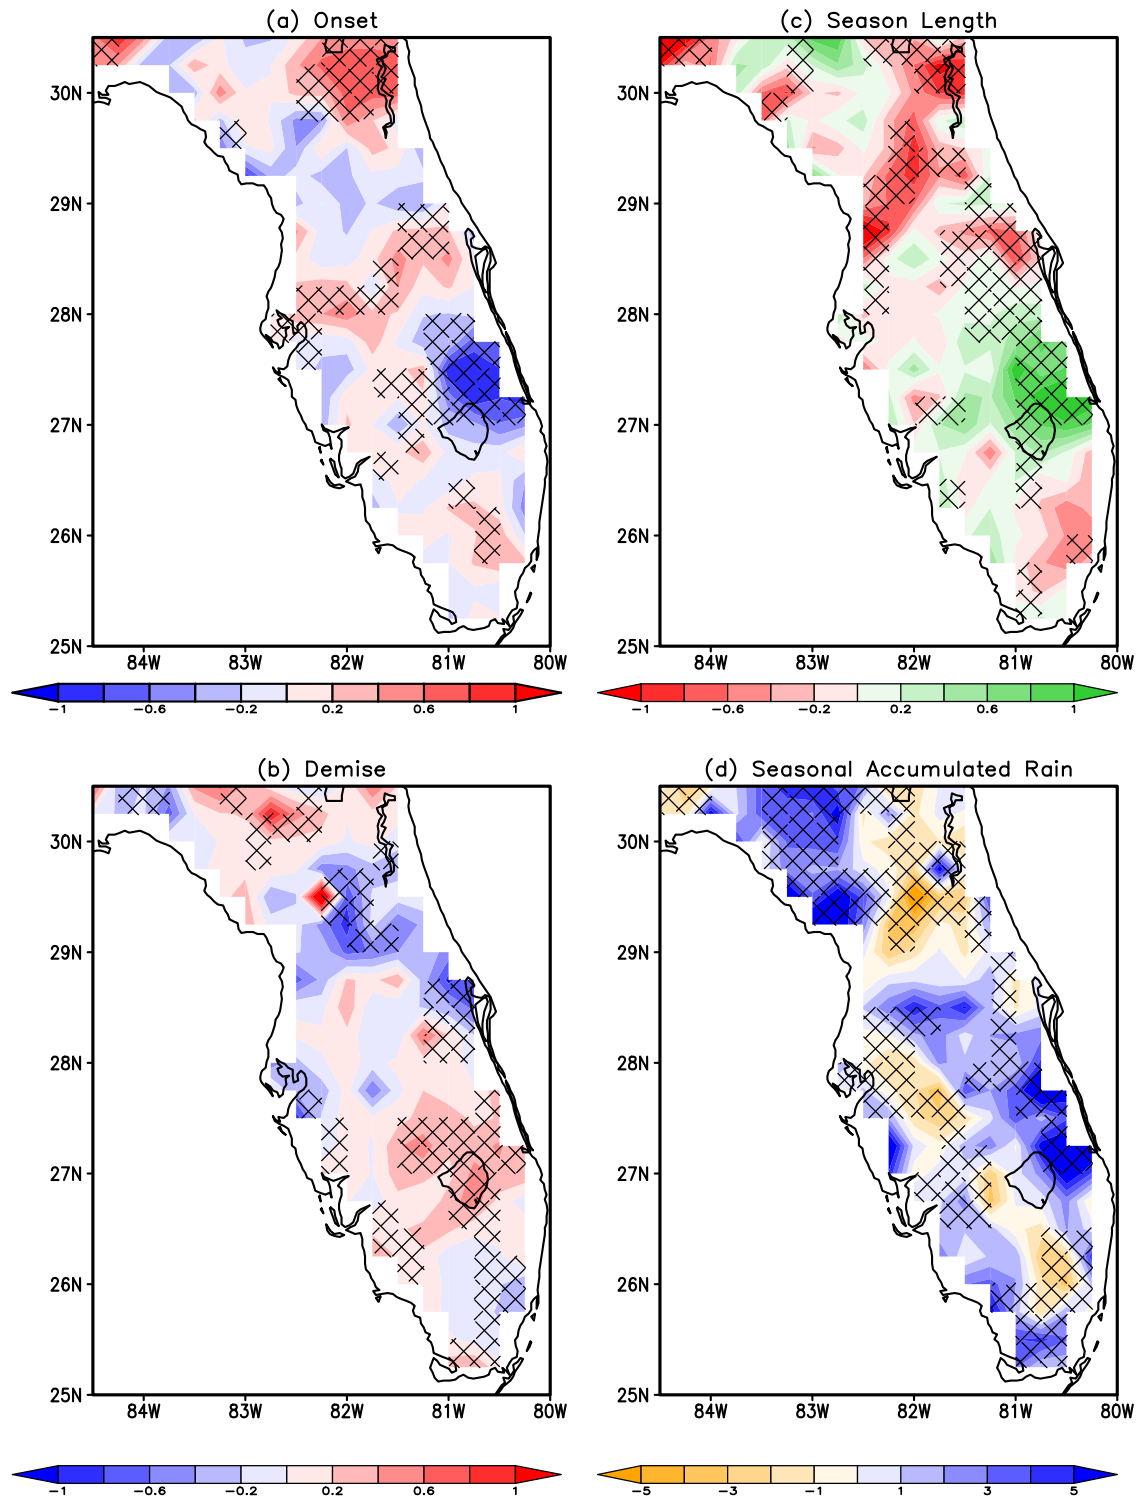 (a) Onset
30N
29N
28N
27N
26N
25N
84W 83W 82W 81W 80W
-1 -0.6 -0.2 0.2 0.6 1
(c) Season Length
30N
29N
28N
27N
26N
25N
84W 83W 82W 81W 80W
-1 -0.6 -0.2 0.2 0.6 1
(b) Demise
30N
29N
28N
27N
26N
25N
84W 83W 82W 81W 80W
-1 -0.6 -0.2 0.2 0.6 1
(d) Seasonal Accumulated Rain
30N
29N
28N
27N
26N
25N
84W 83W 82W 81W 80W
-5 -3 -1 1 3 5